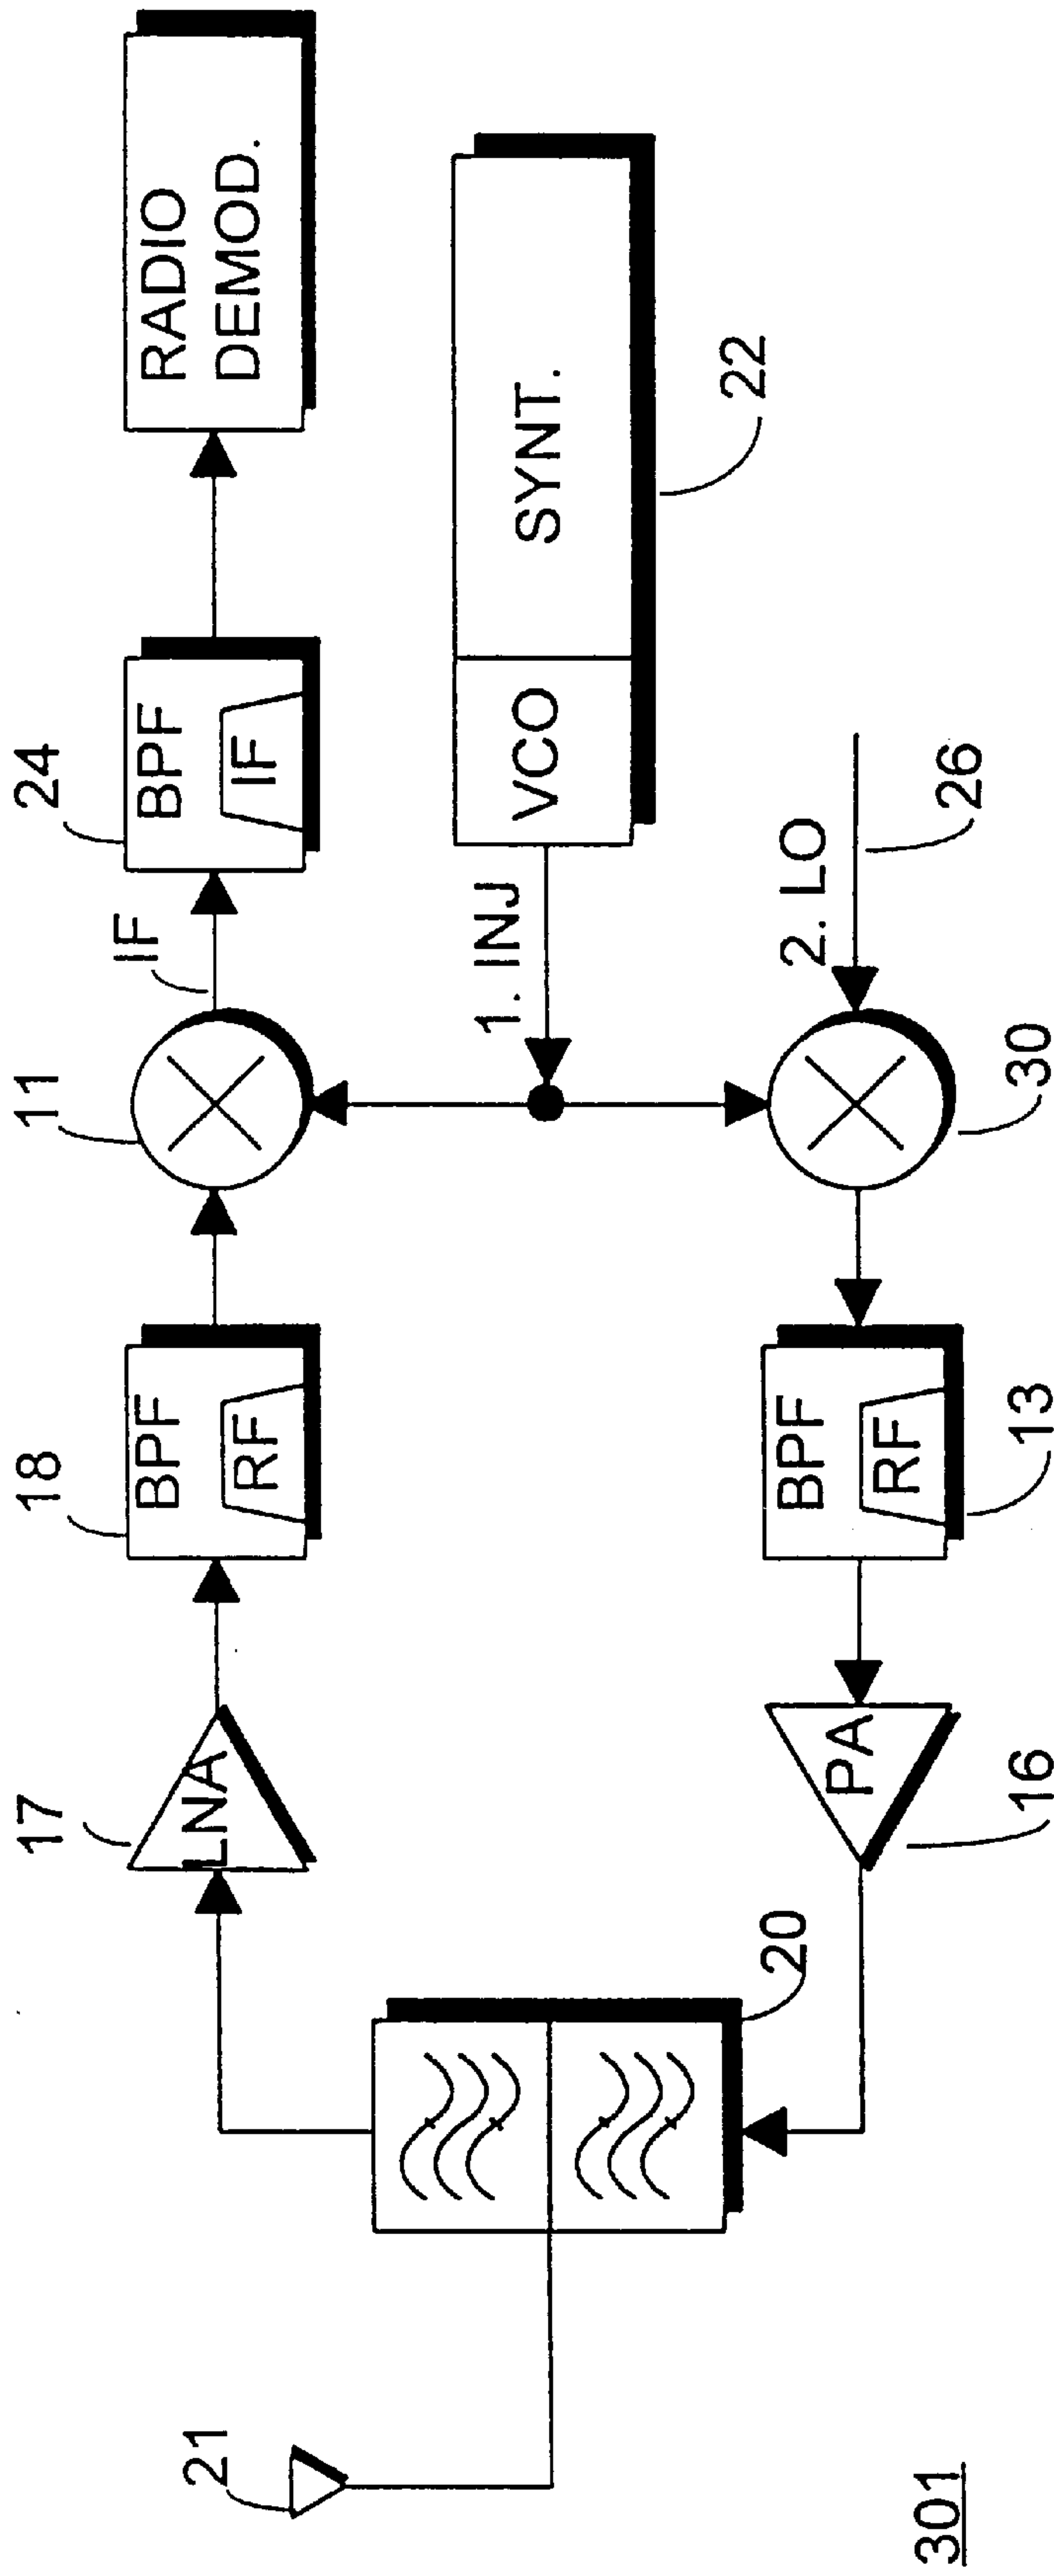 21
20
17
LNA
18
BPF
RF
11
IF
24
BPF
IF
RADIO
DEMOD.
1. INJ
VCO
SYNT.
22
2. LO
26
30
BPF
RF
13
PA
16
301